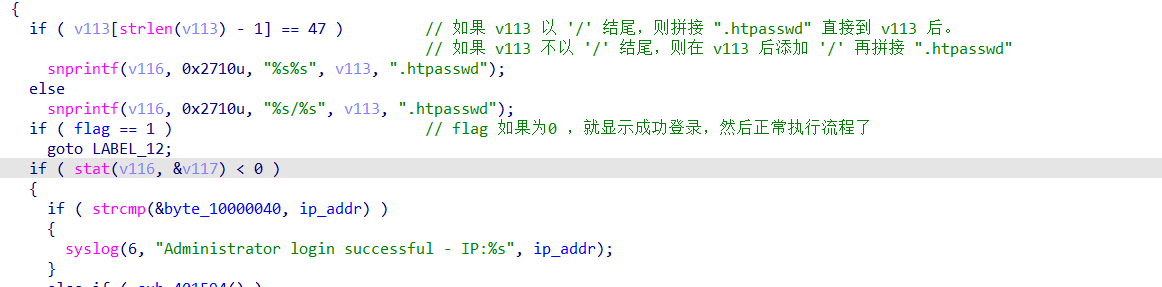 {
if ( v113[strlen(v113) - 1] == 47 ) // 如果 v113 以 '/' 结尾，则拼接 ".htpasswd" 直接到 v113 后。
// 如果 v113 不以 '/' 结尾，则在 v113 后添加 '/' 再拼接 ".htpasswd"
snprintf(v116, 0x2710u, "%s%s", v113, ".htpasswd");
else
snprintf(v116, 0x2710u, "%s/%s", v113, ".htpasswd");
if ( flag == 1 ) // flag 如果为0 ，就显示成功登录，然后正常执行流程了
goto LABEL_12;
if ( stat(v116, &v117) < 0 )
{
if ( strcmp(&byte_10000040, ip_addr) )
{
syslog(6, "Administrator login successful - IP:%s", ip_addr);
}